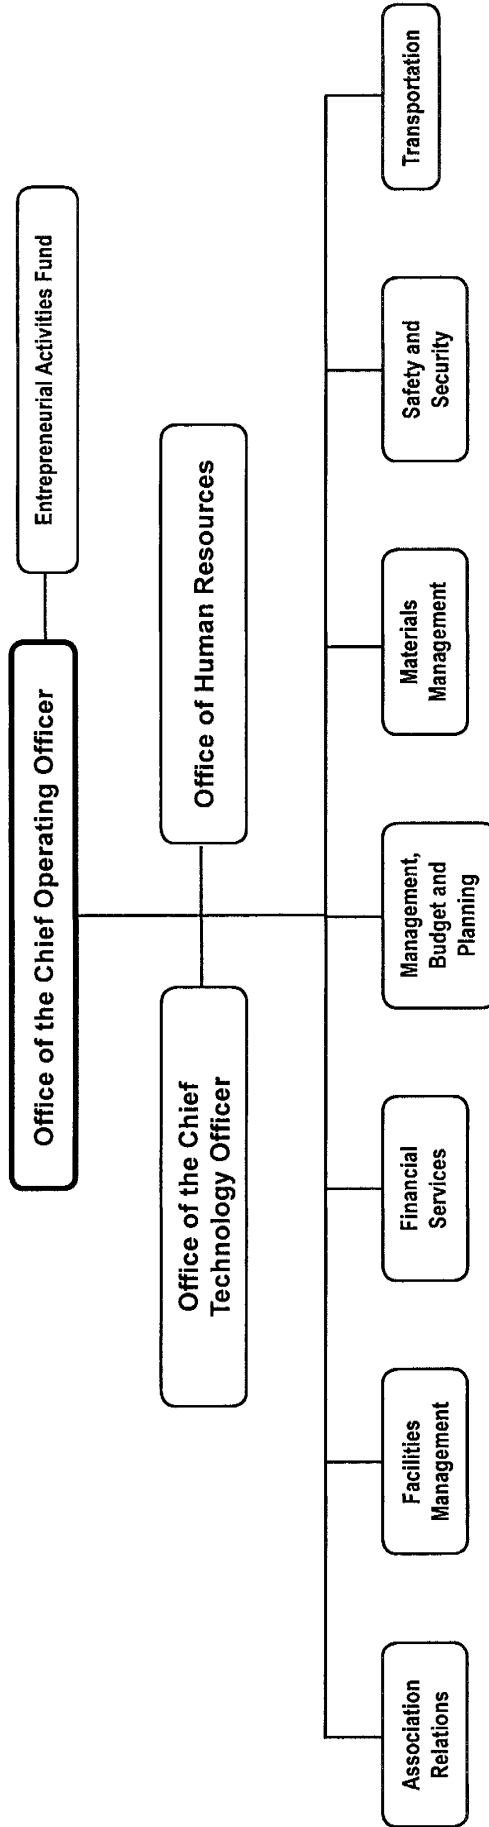 Office of the Chief Operating Officer
Entrepreneurial Activities Fund
Office of the Chief
Technology Officer
Office of Human Resources
Association
Relations
Facilities
Management
Financial
Services
Management,
Budget and
Planning
Materials
Management
Safety and
Security
Transportation